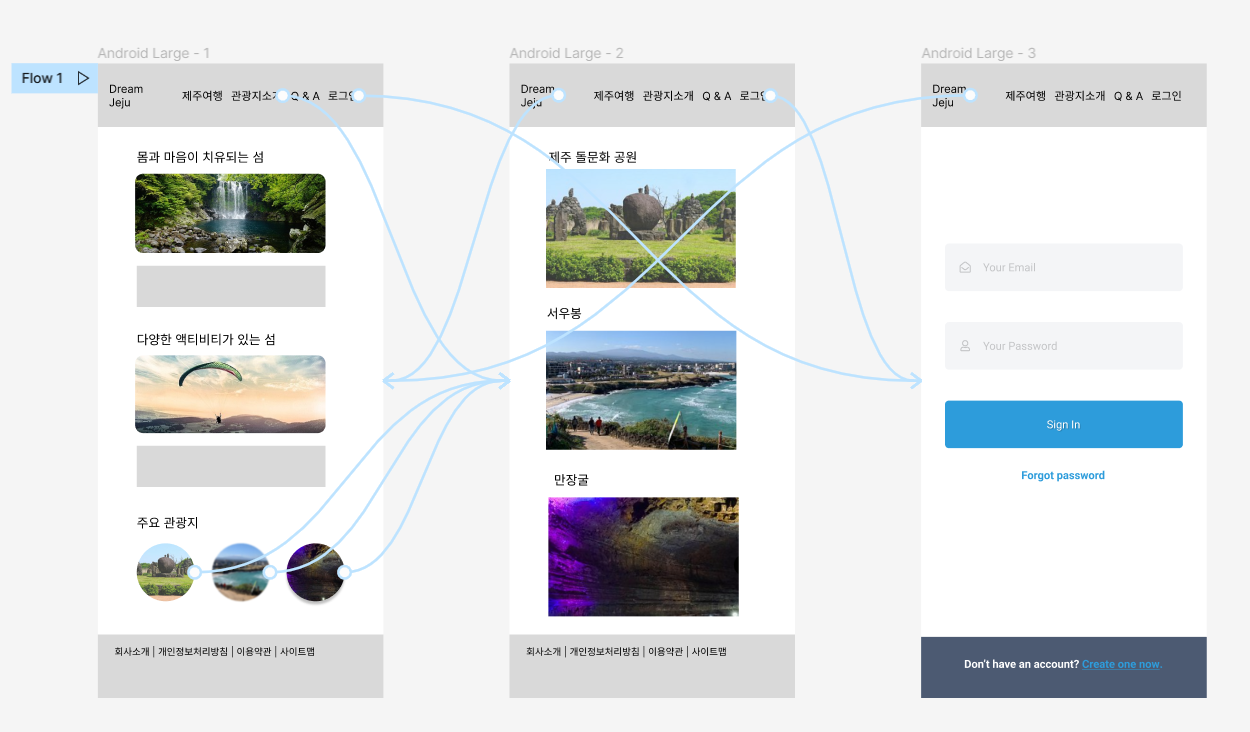 Android Large - 1
Flow 1
Dream
Jeju
제주여행 관광지소개 Q & A 로그인
몸과 마음이 치유되는 섬
다양한 액티비티가 있는 섬
주요 관광지
회사소개 | 개인정보처리방침 | 이용약관 | 사이트맵
Android Large - 2
Dream
Jeju
제주여행 관광지소개 Q & A 로그인
제주 돌문화 공원
서우봉
만장굴
회사소개 | 개인정보처리방침 | 이용약관 | 사이트맵
Android Large - 3
Dream
Jeju
제주여행 관광지소개 Q & A 로그인
Your Email
Your Password
Sign In
Forgot password
Don't have an account? Create one now.